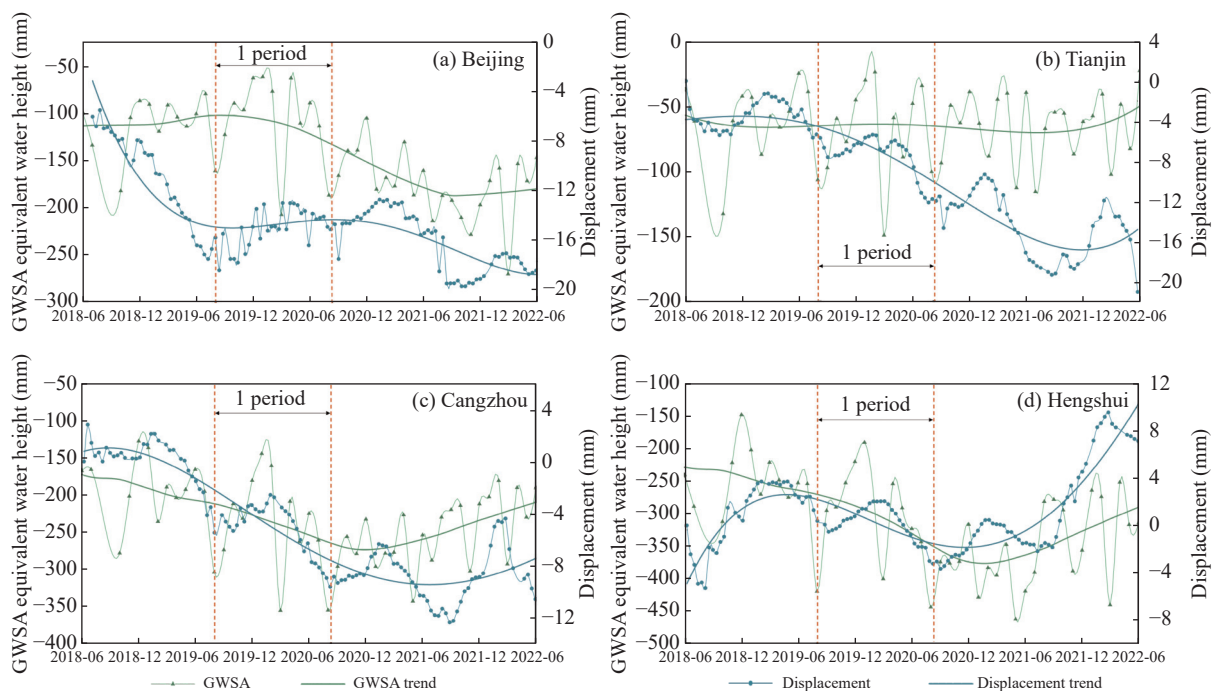 GWSA equivalent water height (mm)
−50
−100
−150
−200
−250
−300
1 period
(a) Beijing
0
−4
−8
−12
−16
−20
Displacement (mm)
2018-06 2018-12 2019-06 2019-12 2020-06 2020-12 2021-06 2021-12 2022-06
GWSA equivalent water height (mm)
0
−50
−100
−150
−200
1 period
(b) Tianjin
4
0
−4
−8
−12
−16
−20
Displacement (mm)
2018-06 2018-12 2019-06 2019-12 2020-06 2020-12 2021-06 2021-12 2022-06
GWSA equivalent water height (mm)
−50
−100
−150
−200
−250
−300
−350
−400
1 period
(c) Cangzhou
4
0
−4
−8
−12
Displacement (mm)
2018-06 2018-12 2019-06 2019-12 2020-06 2020-12 2021-06 2021-12 2022-06
GWSA equivalent water height (mm)
−100
−150
−200
−250
−300
−350
−400
−450
−500
1 period
(d) Hengshui
12
8
4
0
−4
−8
Displacement (mm)
2018-06 2018-12 2019-06 2019-12 2020-06 2020-12 2021-06 2021-12 2022-06
GWSA GWSA trend Displacement Displacement trend